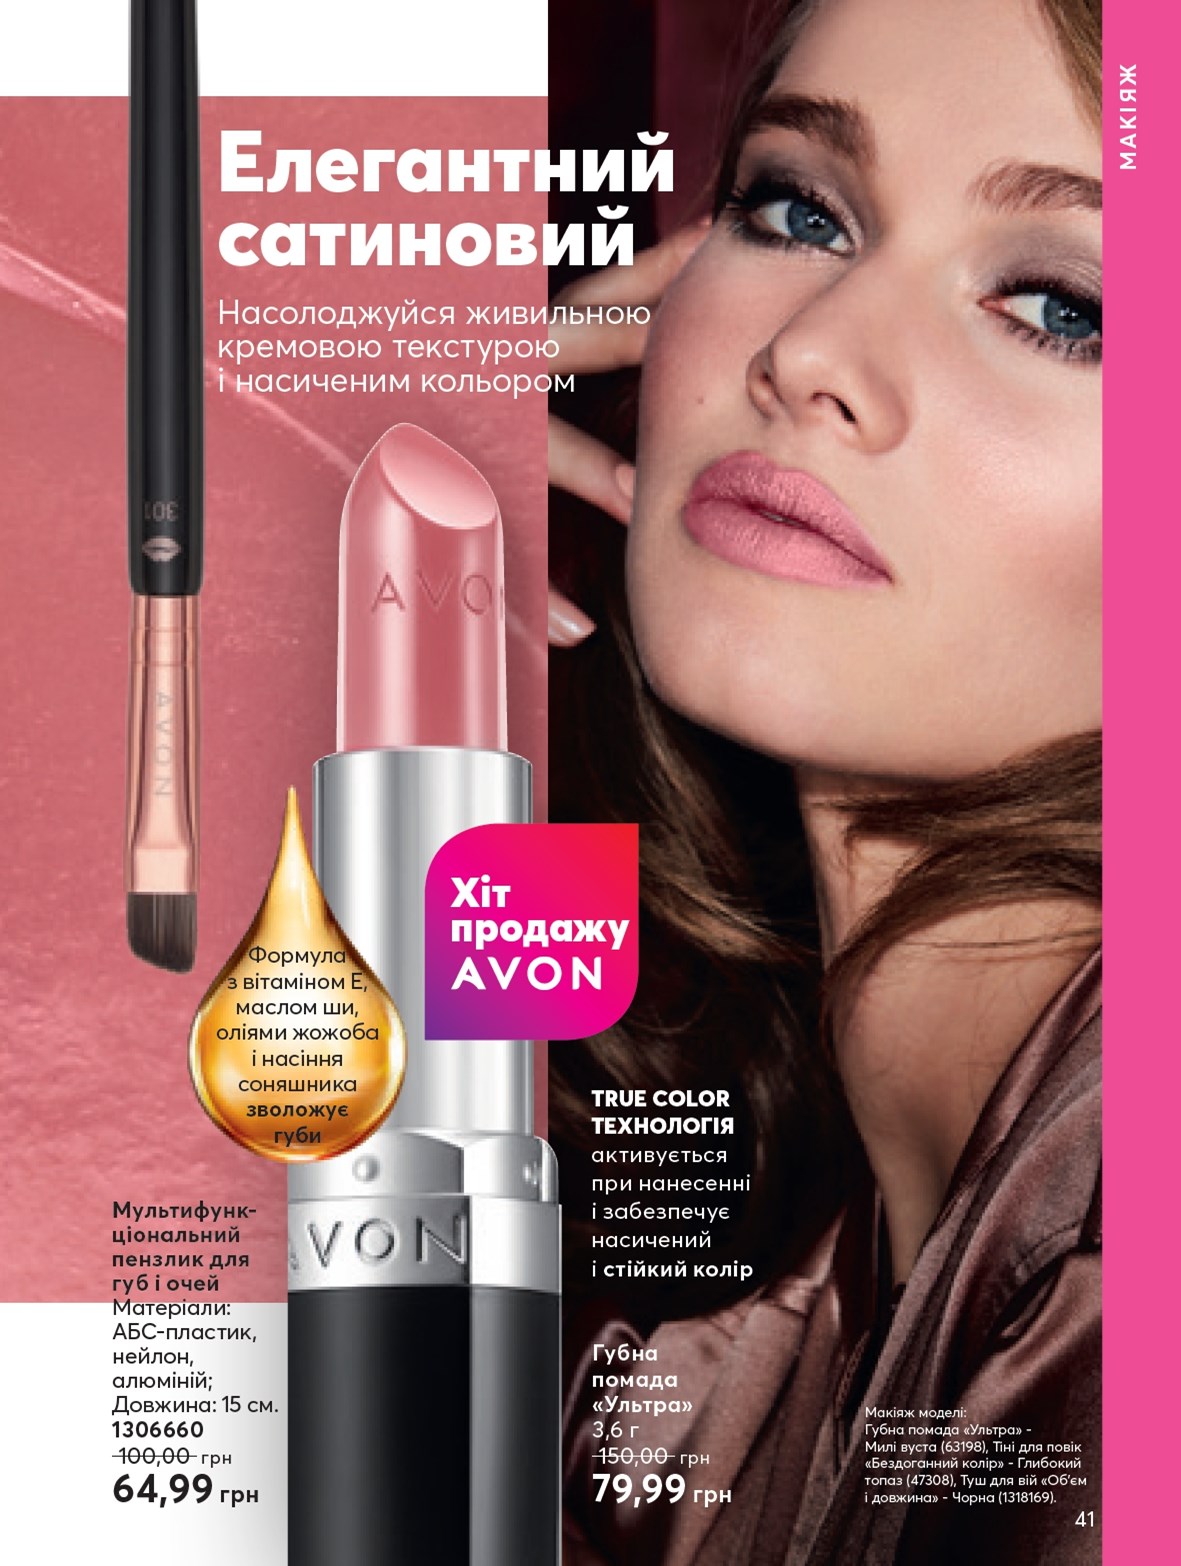 МАКІЯЖ
Елегантний
сатиновий
Насолоджуйся живильною
кремовою текстурою
і насиченим кольором
301
AVON
AVO
Хіт
продажу
AVON
Формула
з вітаміном Е,
маслом ши,
оліями жожоба
і насіння
соняшника
зволожує
губи
TRUE COLOR
ТЕХНОЛОГІЯ
активується
при нанесенні
і забезпечує
насичений
і стійкий колір
AVON
Мультифунк-
ціональний
пензлик для
губ і очей
Матеріали:
АБС-пластик,
нейлон,
алюміній;
Довжина: 15 см.
1306660
100,00 грн
64,99 грн
Губна
помада
«Ультра»
3,6 г
150,00 грн
79,99 грн
Макіяж моделі:
Губна помада «Ультра» -
Милі вуста (63198), Тіні для повік
«Бездоганний колір» - Глибокий
топаз (47308), Туш для вій «Об'єм
і довжина» - Чорна (1318169).
41